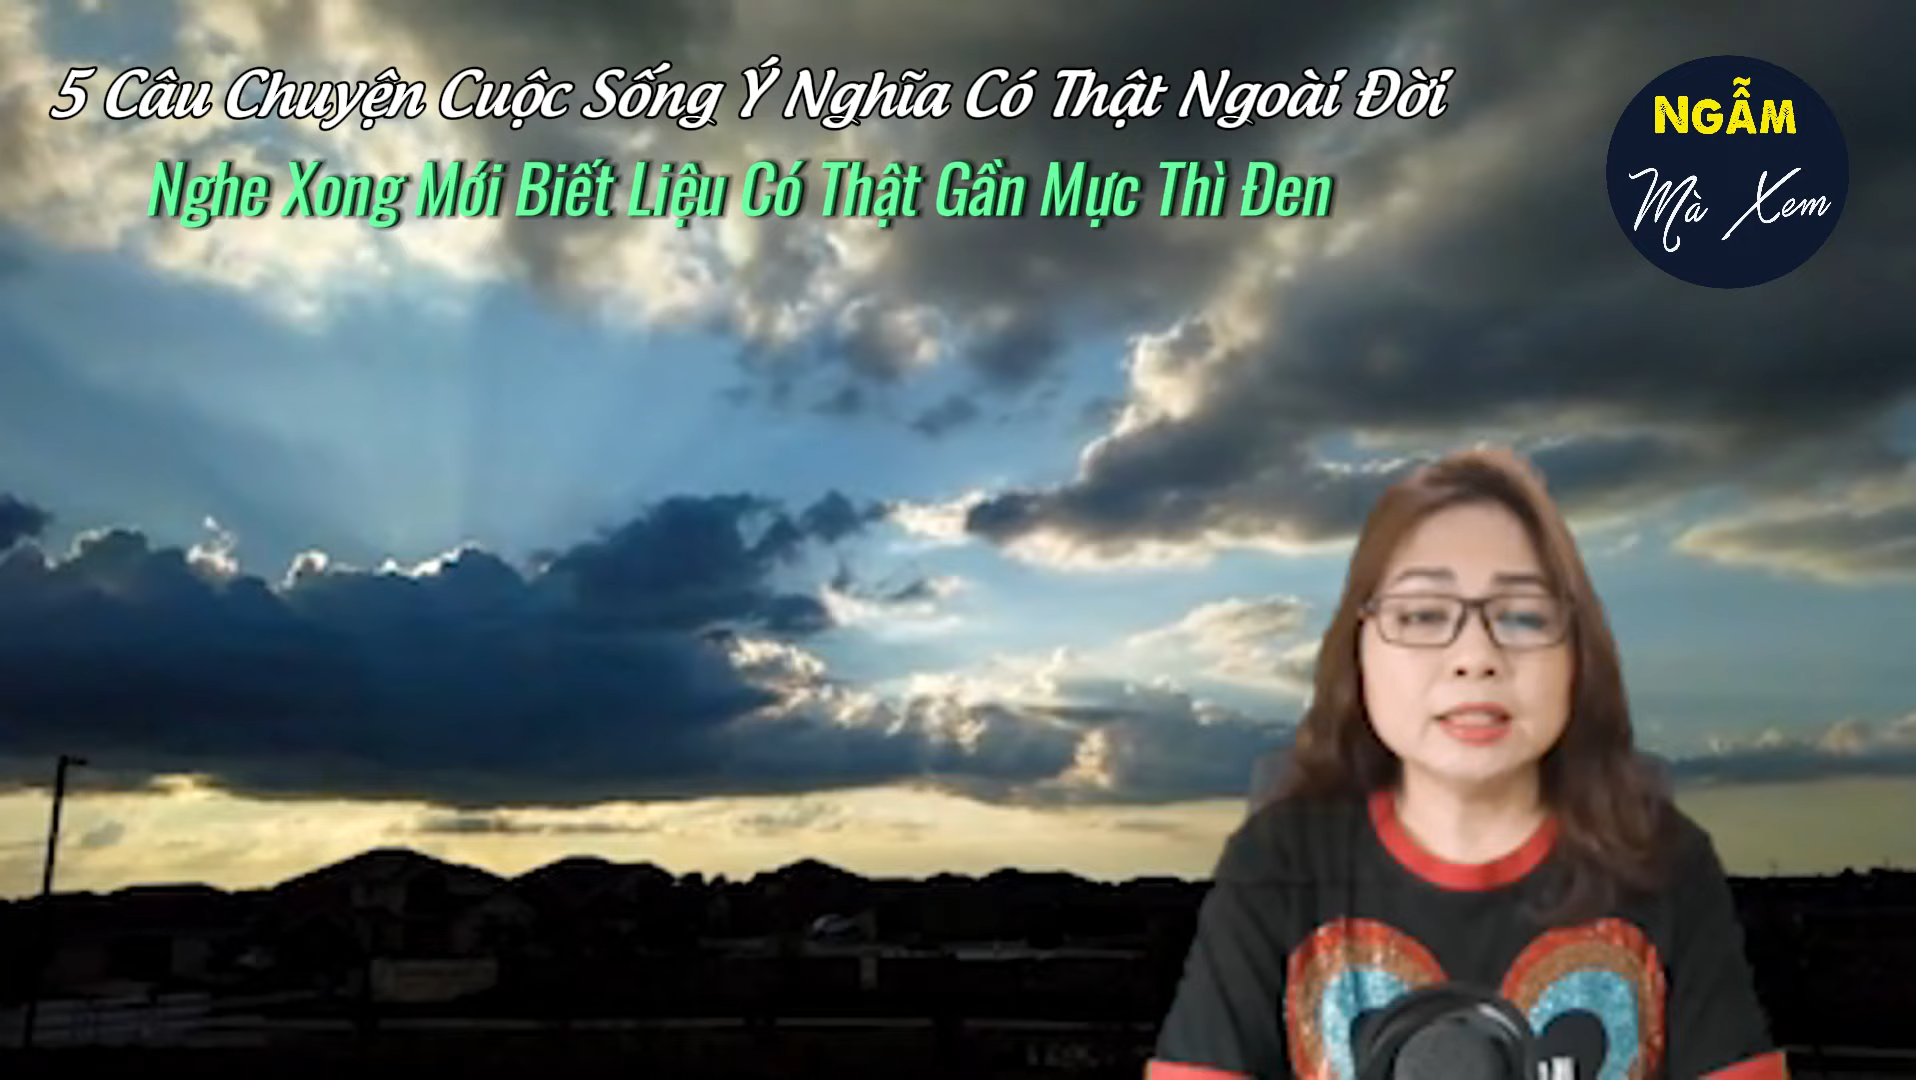 5 Câu Chuyện Cuộc Sống Ý Nghĩa Có Thật Ngoài Đời
Nghe Xong Mới Biết Liệu Có Thật Gần Mực Thì Đen
NGẪM
Mà Xem